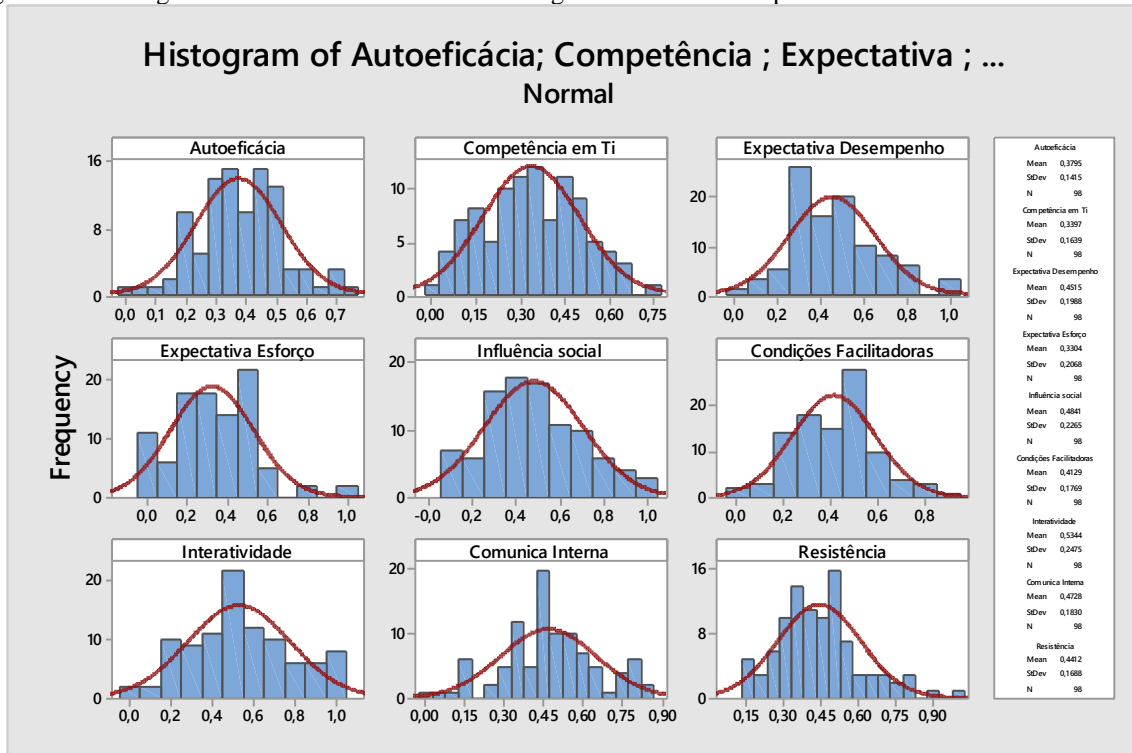 Histogram of Autoeficácia; Competência ; Expectativa ; ...
Normal
Frequency
Autoeficácia
16
8
0
0,0 0,1 0,2 0,3 0,4 0,5 0,6 0,7
Competência em Ti
10
5
0
0,00 0,15 0,30 0,45 0,60 0,75
Expectativa Desempenho
20
10
0
0,0 0,2 0,4 0,6 0,8 1,0
Expectativa Esforço
20
10
0
0,0 0,2 0,4 0,6 0,8 1,0
Influência social
20
10
0
-0,0 0,2 0,4 0,6 0,8 1,0
Condições Facilitadoras
20
10
0
0,0 0,2 0,4 0,6 0,8
Interatividade
20
10
0
0,0 0,2 0,4 0,6 0,8 1,0
Comunica Interna
20
10
0
0,00 0,15 0,30 0,45 0,60 0,75 0,90
Resistência
16
8
0
0,15 0,30 0,45 0,60 0,75 0,90
Autoeficácia
Mean 0,3795
StDev 0,1415
N 98
Competência em Ti
Mean 0,3397
StDev 0,1639
N 98
Expectativa Desempenho
Mean 0,4515
StDev 0,1988
N 98
Expectativa Esforço
Mean 0,3304
StDev 0,2068
N 98
Influência social
Mean 0,4841
StDev 0,2265
N 98
Condições Facilitadoras
Mean 0,4129
StDev 0,1769
N 98
Interatividade
Mean 0,5344
StDev 0,2475
N 98
Comunica Interna
Mean 0,4728
StDev 0,1830
N 98
Resistência
Mean 0,4412
StDev 0,1688
N 98